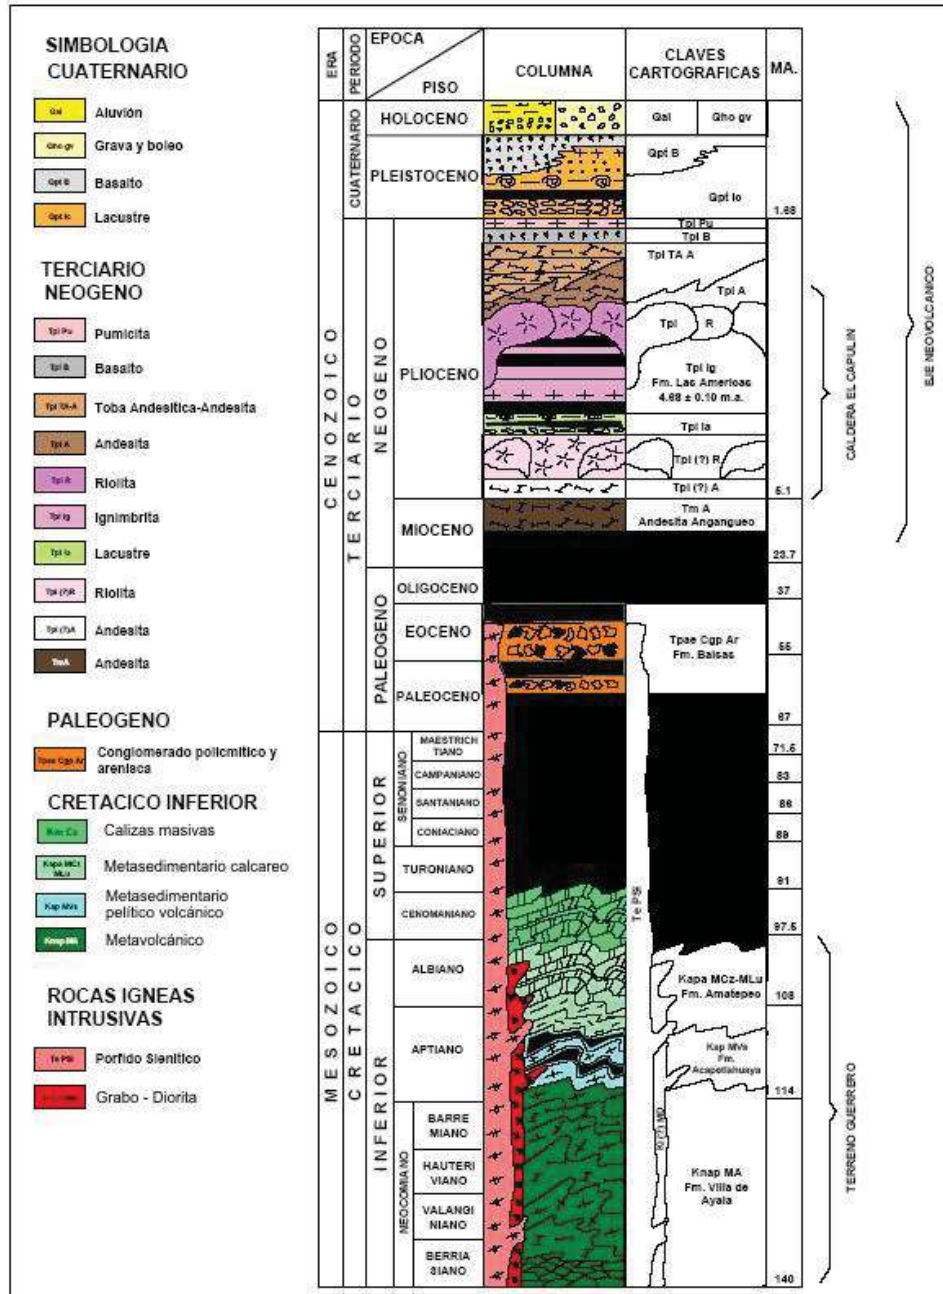 SIMBOLOGIA
CUATERNARIO
Qal Aluvión
Qho gv Grava y boleo
Qpt B Basalto
Qpt lc Lacustre
TERCIARIO
NEOGENO
Tpl Pu Pumicita
Tpl B Basalto
Tpl TA-A Toba Andesitica-Andesita
Tpl A Andesita
Tpl R Riolita
Tpl Ig Ignimbrita
Tpl la Lacustre
Tpl (?)R Riolita
Tpl (?)A Andesita
TmA Andesita
PALEOGENO
Tpae Cgp Ar Conglomerado policmitico y
arenisca
CRETACICO INFERIOR
Calizas masivas
Kapa MCz
MLu
Metasedimentario calcareo
Kap MVs Metasedimentario
pelítico volcánico
Knap MA Metavolcánico
ROCAS IGNEAS
INTRUSIVAS
Te PSi Porfido Sienitico
Grabo - Diorita
ERA
PERIODO
EPOCA
PISO
COLUMNA
CLAVES
CARTOGRAFICAS
MA.
CENOZOICO
MESOZOICO
CUATERNARIO
TERCIARIO
CRETACICO
NEOGENO
PALEOGENO
SUPERIOR
INFERIOR
SENONIANO
NEOCOMIANO
HOLOCENO
PLEISTOCENO
PLIOCENO
MIOCENO
OLIGOCENO
EOCENO
PALEOCENO
MAESTRICH
TIANO
CAMPANIANO
SANTANIANO
CONIACIANO
TURONIANO
CENOMANIANO
ALBIANO
APTIANO
BARRE
MIANO
HAUTERI
VIANO
VALANGI
NIANO
BERRIA
SIANO
Qal Qho gv
Qpt B
Qpt lc
Tpl Pu
Tpl B
Tpl TA A
Tpl A
Tpl R
Tpl Ig
Fm. Las Americas
4.68 ± 0.10 m.a.
Tpl la
Tpl (?) R
Tpl (?) A
Tm A
Andesita Angangueo
Tpae Cgp Ar
Fm. Balsas
Te PSi
Kapa MCz-MLu
Fm. Amatepec
Kap MVs
Fm.
Acapetlahuaya
Ki (?) MD
Knap MA
Fm. Villa de
Ayala
1.68
5.1
23.7
37
55
67
71.5
83
86
89
91
97.5
108
114
140
EJE NEOVOLCANICO
CALDERA EL CAPULIN
TERRENO GUERRERO